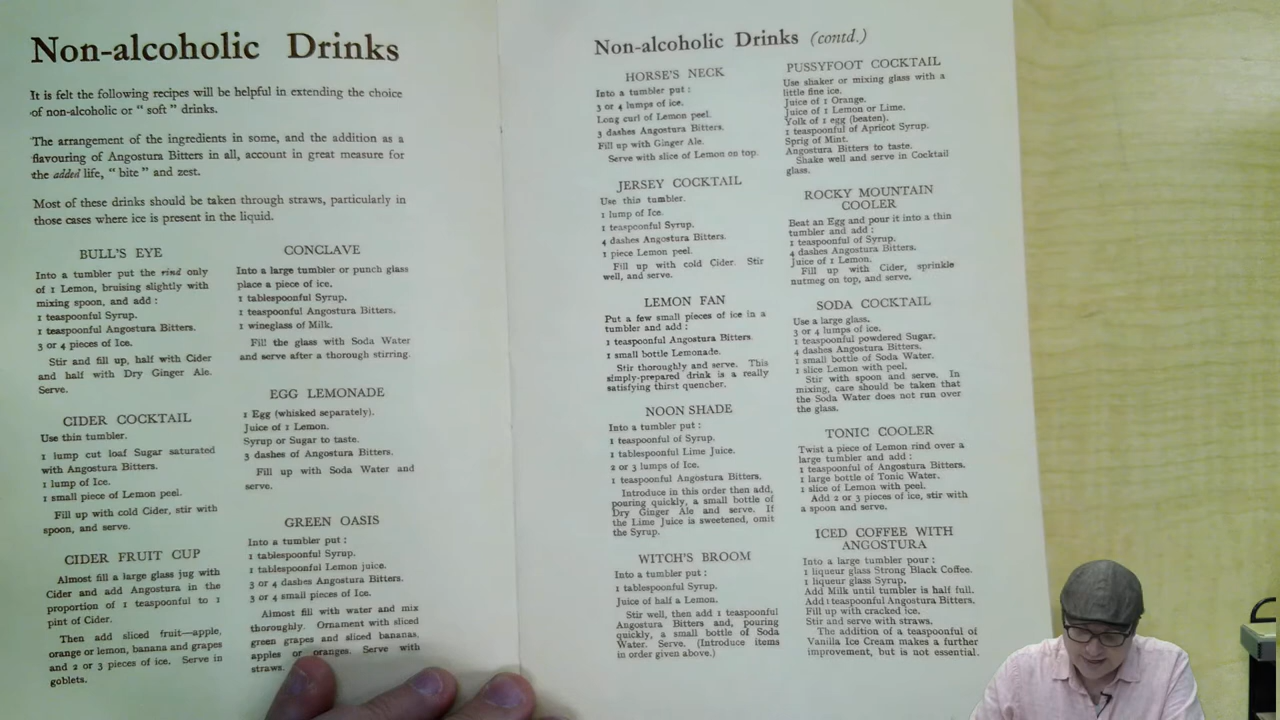 Non-alcoholic Drinks
It is felt the following recipes will be helpful in extending the choice
of non-alcoholic or " soft " drinks.
The arrangement of the ingredients in some, and the addition as a
flavouring of Angostura Bitters in all, account in great measure for
the added life, " bite " and zest.
Most of these drinks should be taken through straws, particularly in
those cases where ice is present in the liquid.
BULL'S EYE
Into a tumbler put the rind only
of 1 Lemon, bruising slightly with
mixing spoon, and add :
1 teaspoonful Syrup.
1 teaspoonful Angostura Bitters.
3 or 4 pieces of Ice.
Stir and fill up, half with Cider
and half with Dry Ginger Ale.
Serve.
CIDER COCKTAIL
Use thin tumbler.
1 lump cut loaf Sugar saturated
with Angostura Bitters.
1 lump of Ice.
1 small piece of Lemon peel.
Fill up with cold Cider, stir with
spoon, and serve.
CIDER FRUIT CUP
Almost fill a large glass jug with
Cider and add Angostura in the
proportion of 1 teaspoonful to 1
pint of Cider.
Then add sliced fruit—apple,
orange or lemon, banana and grapes
and 2 or 3 pieces of ice. Serve in
goblets.
CONCLAVE
Into a large tumbler or punch glass
place a piece of ice.
1 tablespoonful Syrup.
1 teaspoonful Angostura Bitters.
1 wineglass of Milk.
Fill the glass with Soda Water
and serve after a thorough stirring.
EGG LEMONADE
1 Egg (whisked separately).
Juice of 1 Lemon.
Syrup or Sugar to taste.
3 dashes of Angostura Bitters.
Fill up with Soda Water and
serve.
GREEN OASIS
Into a tumbler put :
1 tablespoonful Syrup.
1 tablespoonful Lemon juice.
3 or 4 dashes Angostura Bitters.
3 or 4 small pieces of Ice.
Almost fill with water and mix
thoroughly. Ornament with sliced
green grapes and sliced bananas,
apples or oranges. Serve with
straws.
Non-alcoholic Drinks (contd.)
HORSE'S NECK
Into a tumbler put :
3 or 4 lumps of ice.
Long curl of Lemon peel.
3 dashes Angostura Bitters.
Fill up with Ginger Ale.
Serve with slice of Lemon on top.
JERSEY COCKTAIL
Use thin tumbler.
1 lump of Ice.
1 teaspoonful Syrup.
4 dashes Angostura Bitters.
1 piece Lemon peel.
Fill up with cold Cider. Stir
well, and serve.
LEMON FAN
Put a few small pieces of ice in a
tumbler and add :
1 teaspoonful Angostura Bitters.
1 small bottle Lemonade.
Stir thoroughly and serve. This
simply-prepared drink is a really
satisfying thirst quencher.
NOON SHADE
Into a tumbler put :
1 teaspoonful of Syrup.
1 tablespoonful Lime Juice.
2 or 3 lumps of Ice.
1 teaspoonful Angostura Bitters.
Introduce in this order then add,
pouring quickly, a small bottle of
Dry Ginger Ale and serve. If
the Lime Juice is sweetened, omit
the Syrup.
WITCH'S BROOM
Into a tumbler put :
1 teaspoonful Syrup.
Juice of half a Lemon.
Stir well, then add 1 teaspoonful
Angostura Bitters and, pouring
quickly, a small bottle of Soda
Water. Serve. (Introduce items
in order given above.)
PUSSYFOOT COCKTAIL
Use shaker or mixing glass with a
little fine ice.
Juice of 1 Orange.
Juice of 1 Lemon or Lime.
Yolk of 1 egg (beaten).
1 teaspoonful of Apricot Syrup.
Sprig of Mint.
Angostura Bitters to taste.
Shake well and serve in Cocktail
glass.
ROCKY MOUNTAIN
COOLER
Beat an Egg and pour it into a thin
tumbler and add :
1 teaspoonful of Syrup.
4 dashes Angostura Bitters.
Juice of 1 Lemon.
Fill up with Cider, sprinkle
nutmeg on top, and serve.
SODA COCKTAIL
Use a large glass.
3 or 4 lumps of ice.
1 teaspoonful powdered Sugar.
4 dashes Angostura Bitters.
1 small bottle of Soda Water.
1 slice Lemon with peel.
Stir with spoon and serve. In
mixing, care should be taken that
the Soda Water does not run over
the glass.
TONIC COOLER
Twist a piece of Lemon rind over a
large tumbler and add :
1 teaspoonful of Angostura Bitters.
1 large bottle of Tonic Water.
1 slice of Lemon with peel.
Add 2 or 3 pieces of ice, stir with
a spoon and serve.
ICED COFFEE WITH
ANGOSTURA
Into a large tumbler pour :
1 liqueur glass Strong Black Coffee.
1 liqueur glass Syrup.
Add Milk until tumbler is half full.
Add 1 teaspoonful Angostura Bitters.
Fill up with cracked ice.
Stir and serve with straws.
The addition of a teaspoonful of
Vanilla Ice Cream makes a further
improvement, but is not essential.